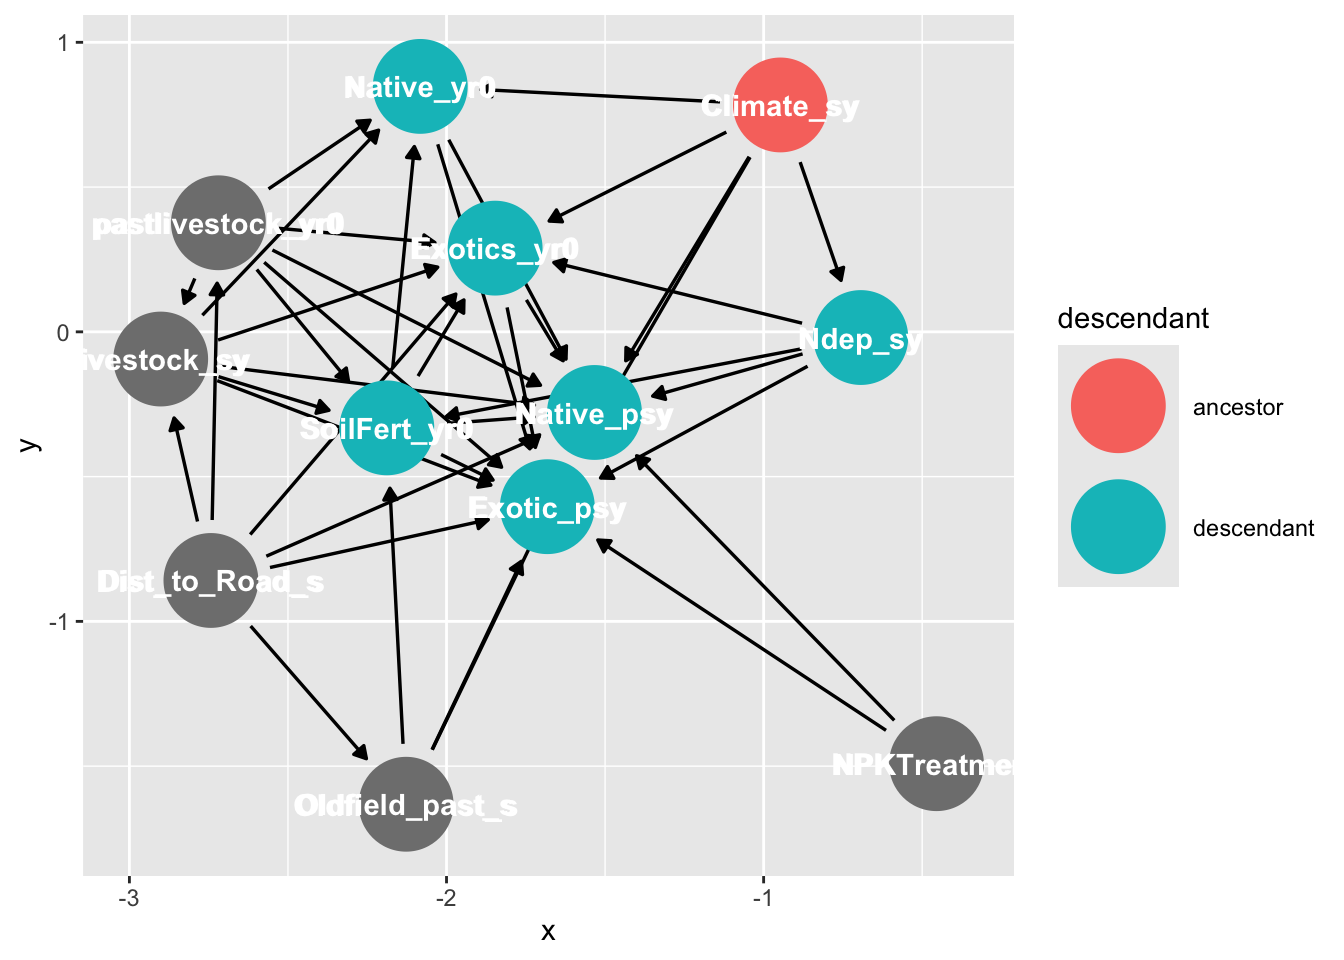 1
0
-1
-3
-2
-1
x
y
Native_yr0
Climate_sy
pastlivestock_yr0
Exotics_yr0
Ndep_sy
ivestock_sy
Native_psy
SoilFert_yr0
Exotic_psy
Dist_to_Road_s
NPKTreatme
Oldfield_past_s
descendant
ancestor
descendant